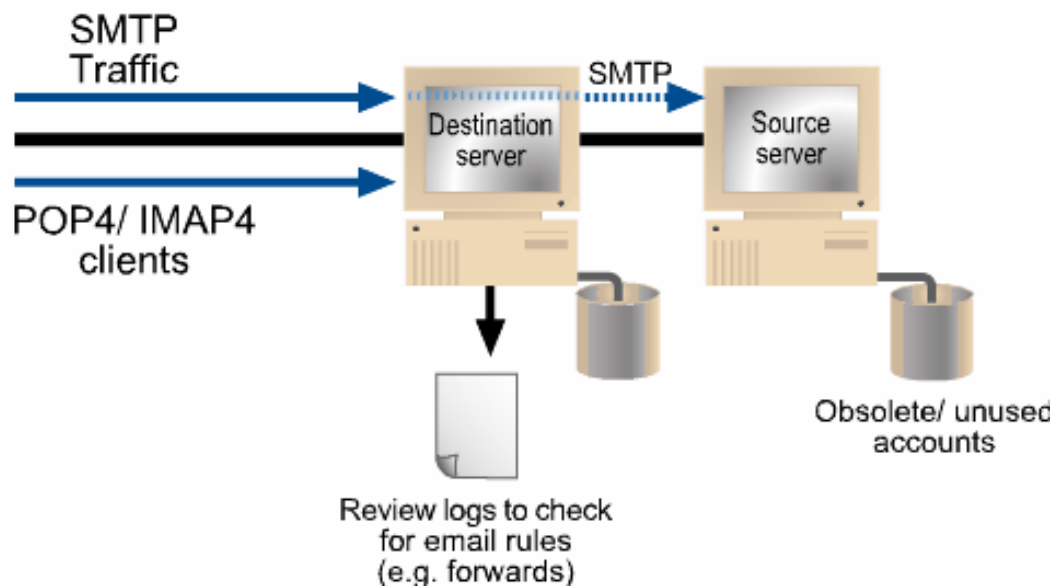 SMTP
Traffic
SMTP
Destination
server
Source
server
POP4/ IMAP4
clients
Obsolete/ unused
accounts
Review logs to check
for email rules
(e.g. forwards)